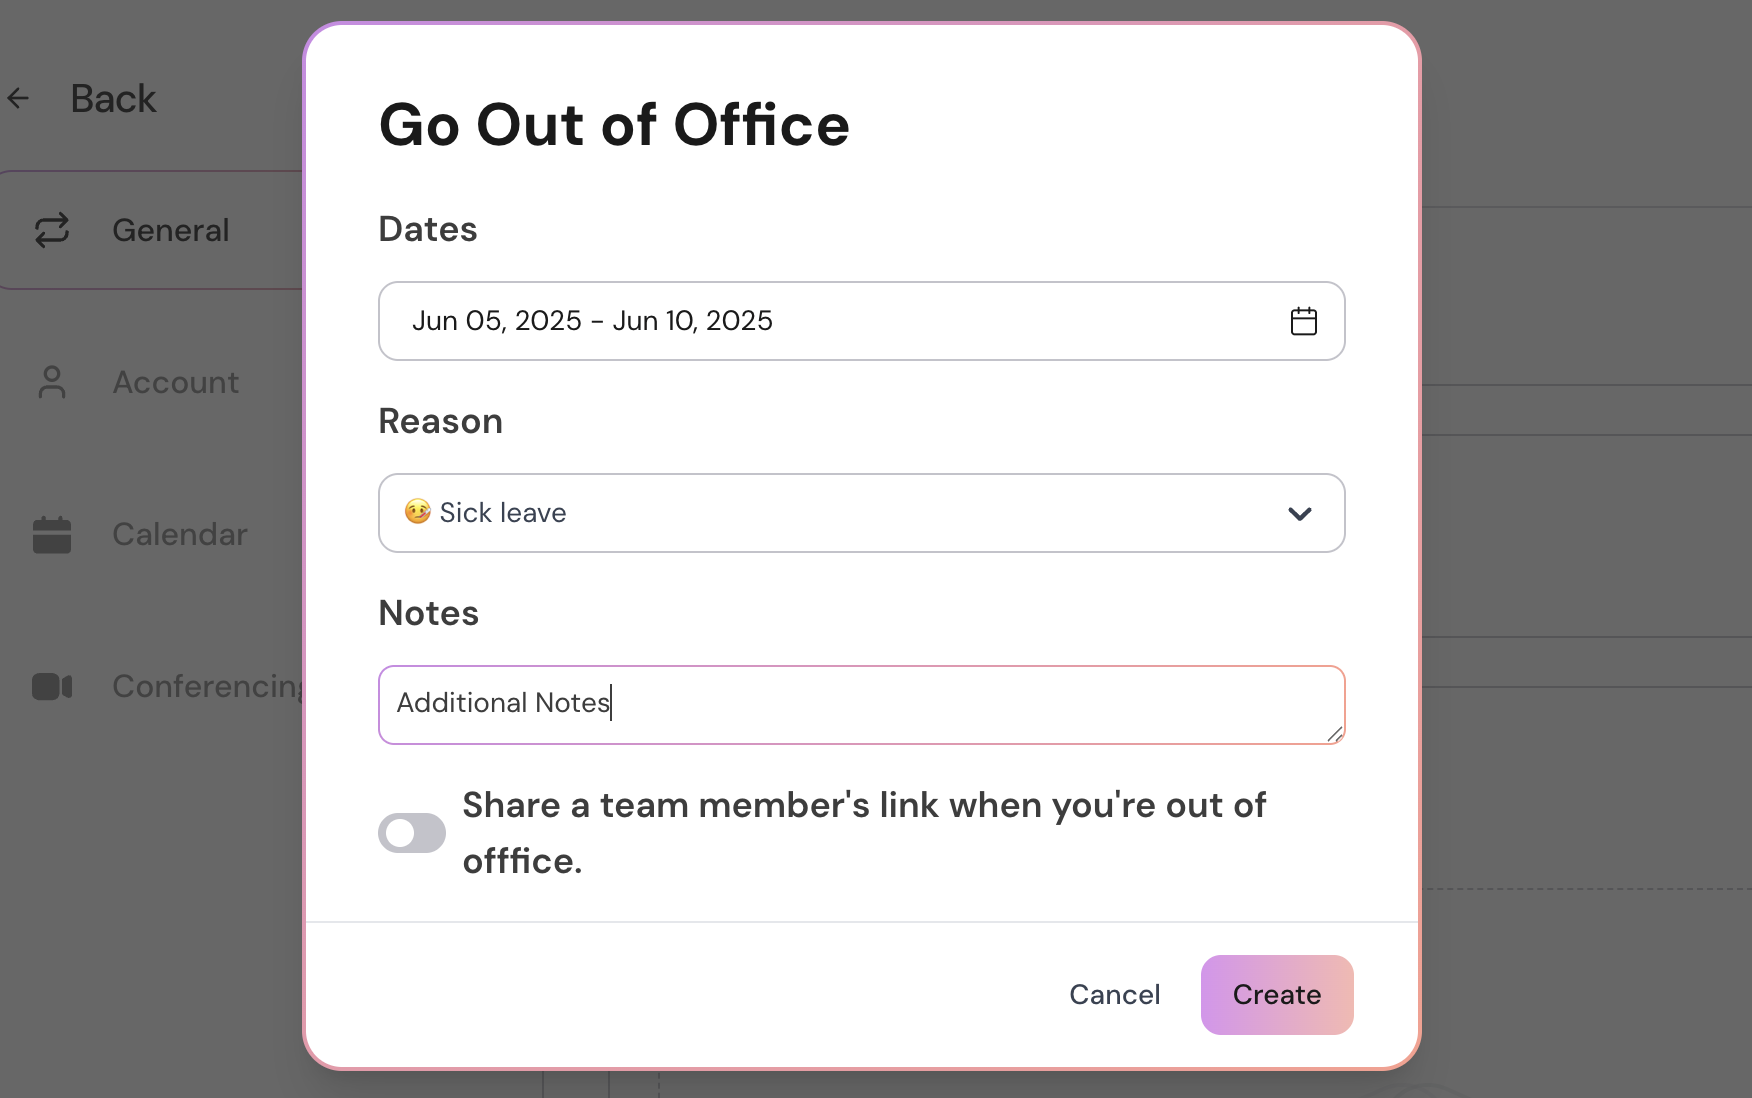 Back
General
Account
Calendar
Conferencing
Go Out of Office
Dates
Jun 05, 2025 - Jun 10, 2025
Reason
🤒 Sick leave
Notes
Additional Notes
Share a team member's link when you're out of
offfice.
Cancel
Create